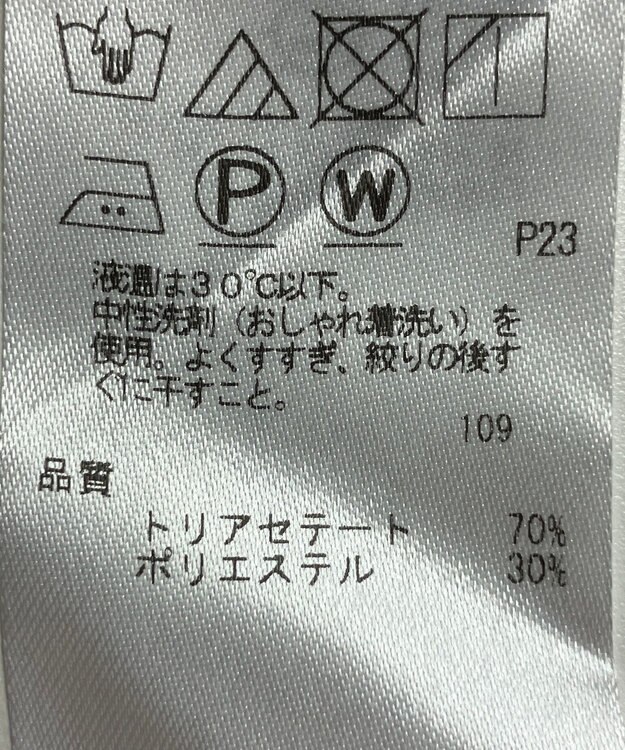 P W
P23
液温は30℃以下。
中性洗剤（おしゃれ着洗い）を
使用。よくすすぎ、絞りの後す
ぐに干すこと。
109
品質
トリアセテート 70%
ポリエステル 30%